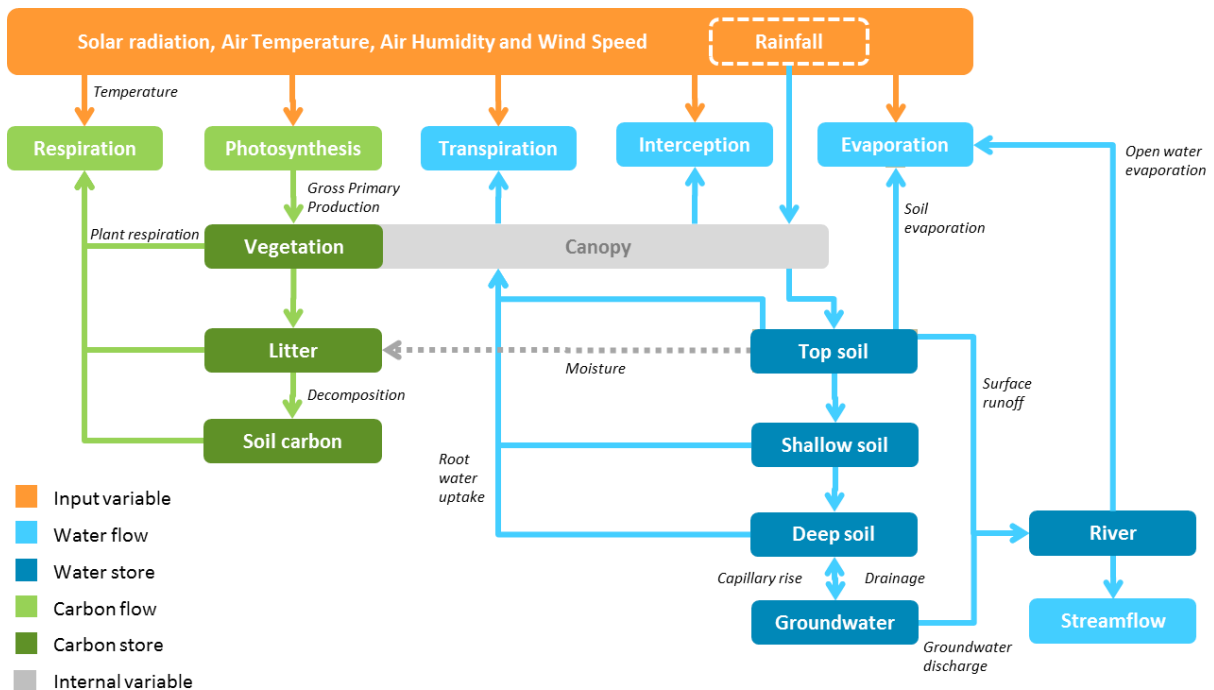 Solar radiation, Air Temperature, Air Humidity and Wind Speed
Rainfall
Temperature
Respiration
Photosynthesis
Transpiration
Interception
Evaporation
Open water
evaporation
Gross Primary
Production
Plant respiration
Vegetation
Canopy
Soil
evaporation
Litter
Moisture
Top soil
Decomposition
Surface
runoff
Soil carbon
Shallow soil
Root
water
uptake
Input variable
Water flow
Water store
Carbon flow
Carbon store
Internal variable
Deep soil
River
Capillary rise
Drainage
Groundwater
Streamflow
Groundwater
discharge